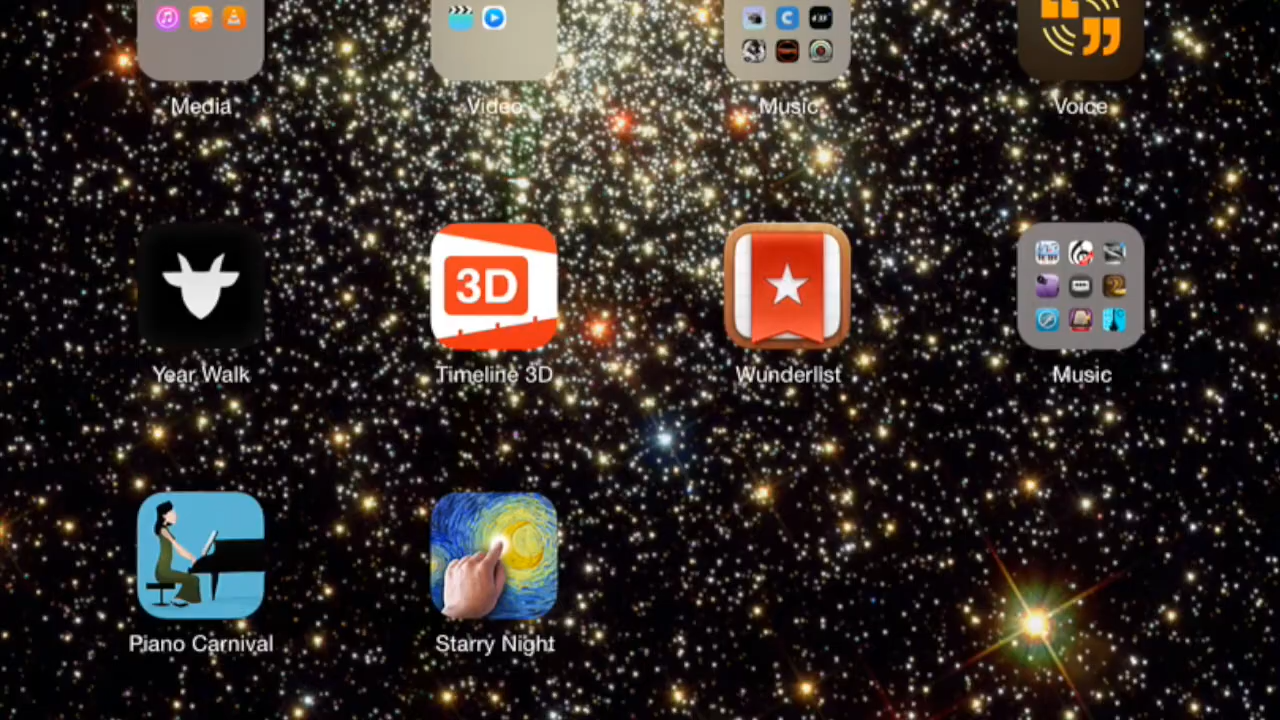 Media
Video
Music
Voice
3D
Year Walk
Timeline 3D
Wunderlist
Music
Piano Carnival
Starry Night